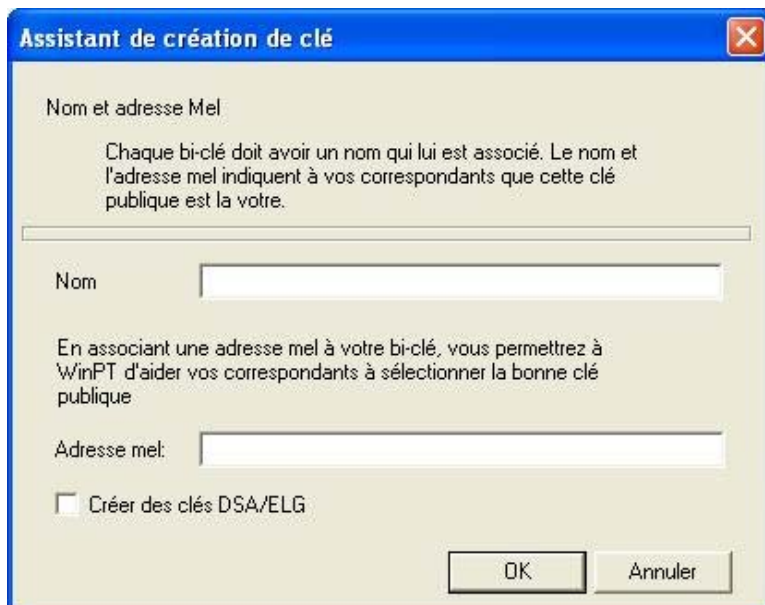 Assistant de création de clé
Nom et adresse Mel
Chaque bi-clé doit avoir un nom qui lui est associé. Le nom et
l'adresse mel indiquent à vos correspondants que cette clé
publique est la votre.
Nom
En associant une adresse mel à votre bi-clé, vous permettrez à
WinPT d'aider vos correspondants à sélectionner la bonne clé
publique
Adresse mel:
Créer des clés DSA/ELG
OK
Annuler